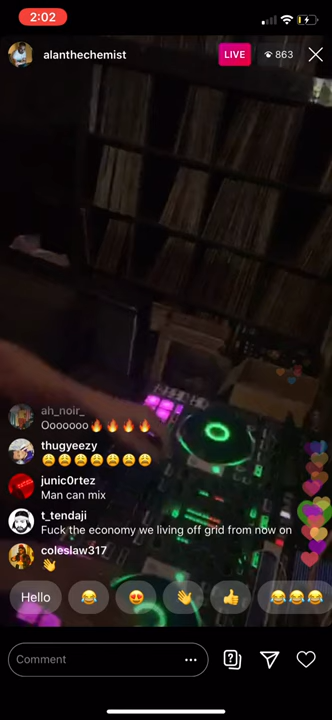 2:02
alanthechemist
LIVE
863
ah_noir_
Ooooooo🔥🔥🔥🔥
thugyeezy
😩😩😩😩😩😩😩
junic0rtez
Man can mix
t_tendaji
Fuck the economy we living off grid from now on
coleslaw317
👋
Hello 😂 😍 👋 👍 😂😂😂
Comment